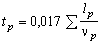 t_p = 0,017 ∑ l_p / v_p